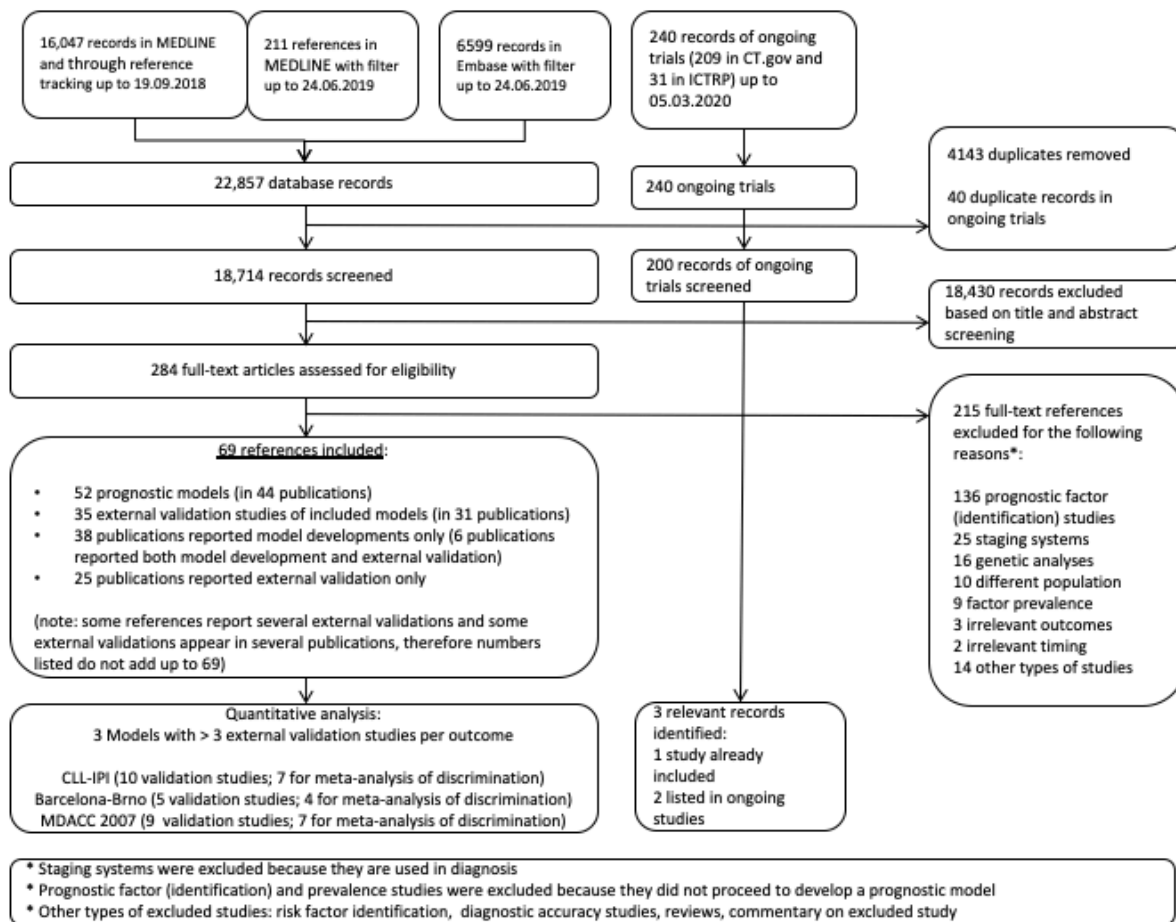 16,047 records in MEDLINE
and through reference
tracking up to 19.09.2018
211 references in
MEDLINE with filter
up to 24.06.2019
6599 records in
Embase with filter
up to 24.06.2019
240 records of ongoing
trials (209 in CT.gov and
31 in ICTRP) up to
05.03.2020
22,857 database records
240 ongoing trials
4143 duplicates removed
40 duplicate records in
ongoing trials
18,714 records screened
200 records of ongoing
trials screened
18,430 records excluded
based on title and abstract
screening
284 full-text articles assessed for eligibility
215 full-text references
excluded for the following
reasons*:
136 prognostic factor
(identification) studies
25 staging systems
16 genetic analyses
10 different population
9 factor prevalence
3 irrelevant outcomes
2 irrelevant timing
14 other types of studies
69 references included:
• 52 prognostic models (in 44 publications)
• 35 external validation studies of included models (in 31 publications)
• 38 publications reported model developments only (6 publications
reported both model development and external validation)
• 25 publications reported external validation only
(note: some references report several external validations and some
external validations appear in several publications, therefore numbers
listed do not add up to 69)
Quantitative analysis:
3 Models with > 3 external validation studies per outcome
CLL-IPI (10 validation studies; 7 for meta-analysis of discrimination)
Barcelona-Brno (5 validation studies; 4 for meta-analysis of discrimination)
MDACC 2007 (9 validation studies; 7 for meta-analysis of discrimination)
3 relevant records
identified:
1 study already
included
2 listed in ongoing
studies
* Staging systems were excluded because they are used in diagnosis
* Prognostic factor (identification) and prevalence studies were excluded because they did not proceed to develop a prognostic model
* Other types of excluded studies: risk factor identification, diagnostic accuracy studies, reviews, commentary on excluded study